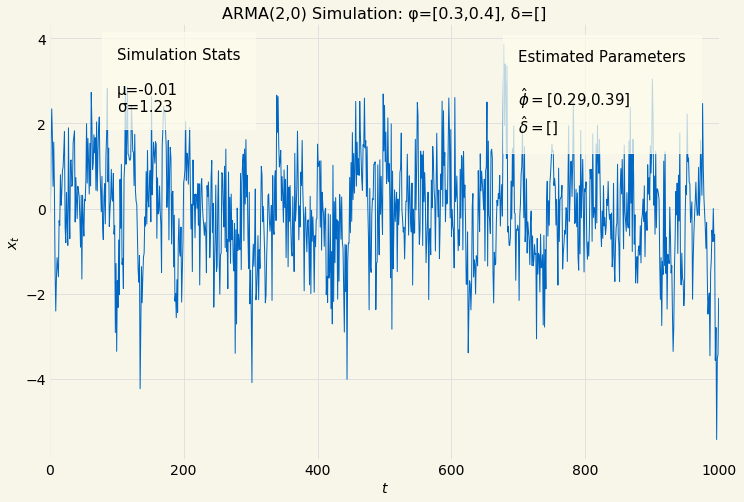 ARMA(2,0) Simulation: φ=[0.3,0.4], δ=[]
4
2
0
−2
−4
x_t
Simulation Stats
μ=-0.01
σ=1.23
Estimated Parameters
ϕ̂ = [0.29,0.39]
δ̂ = []
0 200 400 600 800 1000
t